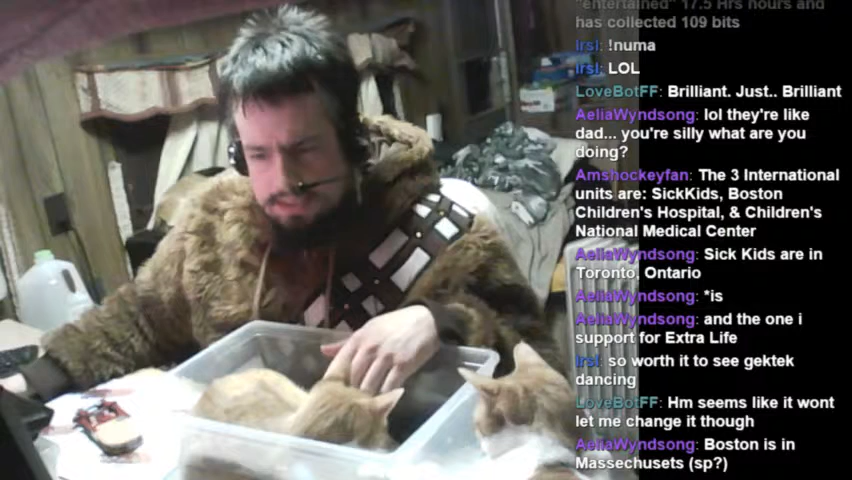 "entertained" 17.5 Hrs hours and
has collected 109 bits
Irsl: !numa
Irsl: LOL
LoveBotFF: Brilliant. Just.. Brilliant
AeliaWyndsong: lol they're like
dad... you're silly what are you
doing?
Amshockeyfan: The 3 International
units are: SickKids, Boston
Children's Hospital, & Children's
National Medical Center
AeliaWyndsong: Sick Kids are in
Toronto, Ontario
AeliaWyndsong: *is
AeliaWyndsong: and the one i
support for Extra Life
Irsl: so worth it to see gektek
dancing
LoveBotFF: Hm seems like it wont
let me change it though
AeliaWyndsong: Boston is in
Massechusets (sp?)